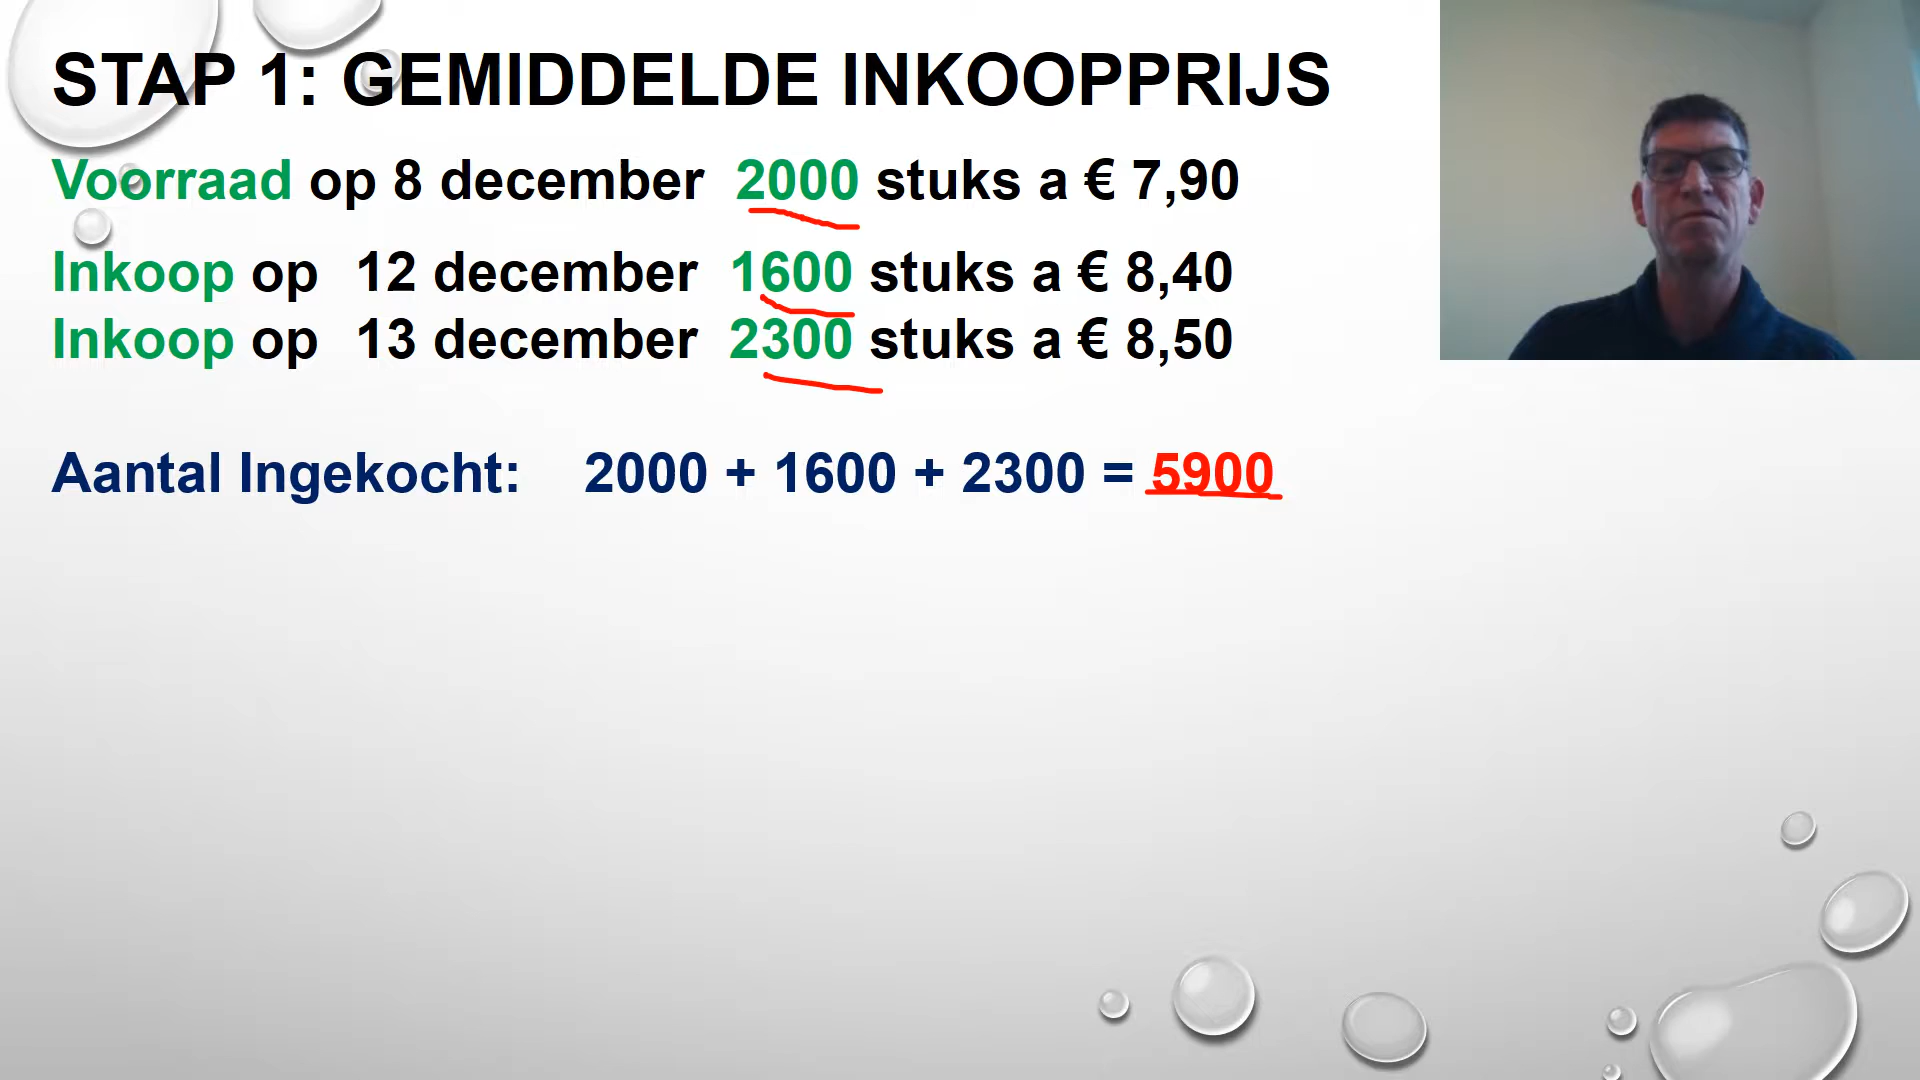 STAP 1: GEMIDDELDE INKOOPPRIJS
Voorraad op 8 december 2000 stuks a € 7,90
Inkoop op 12 december 1600 stuks a € 8,40
Inkoop op 13 december 2300 stuks a € 8,50
Aantal Ingekocht: 2000 + 1600 + 2300 = 5900